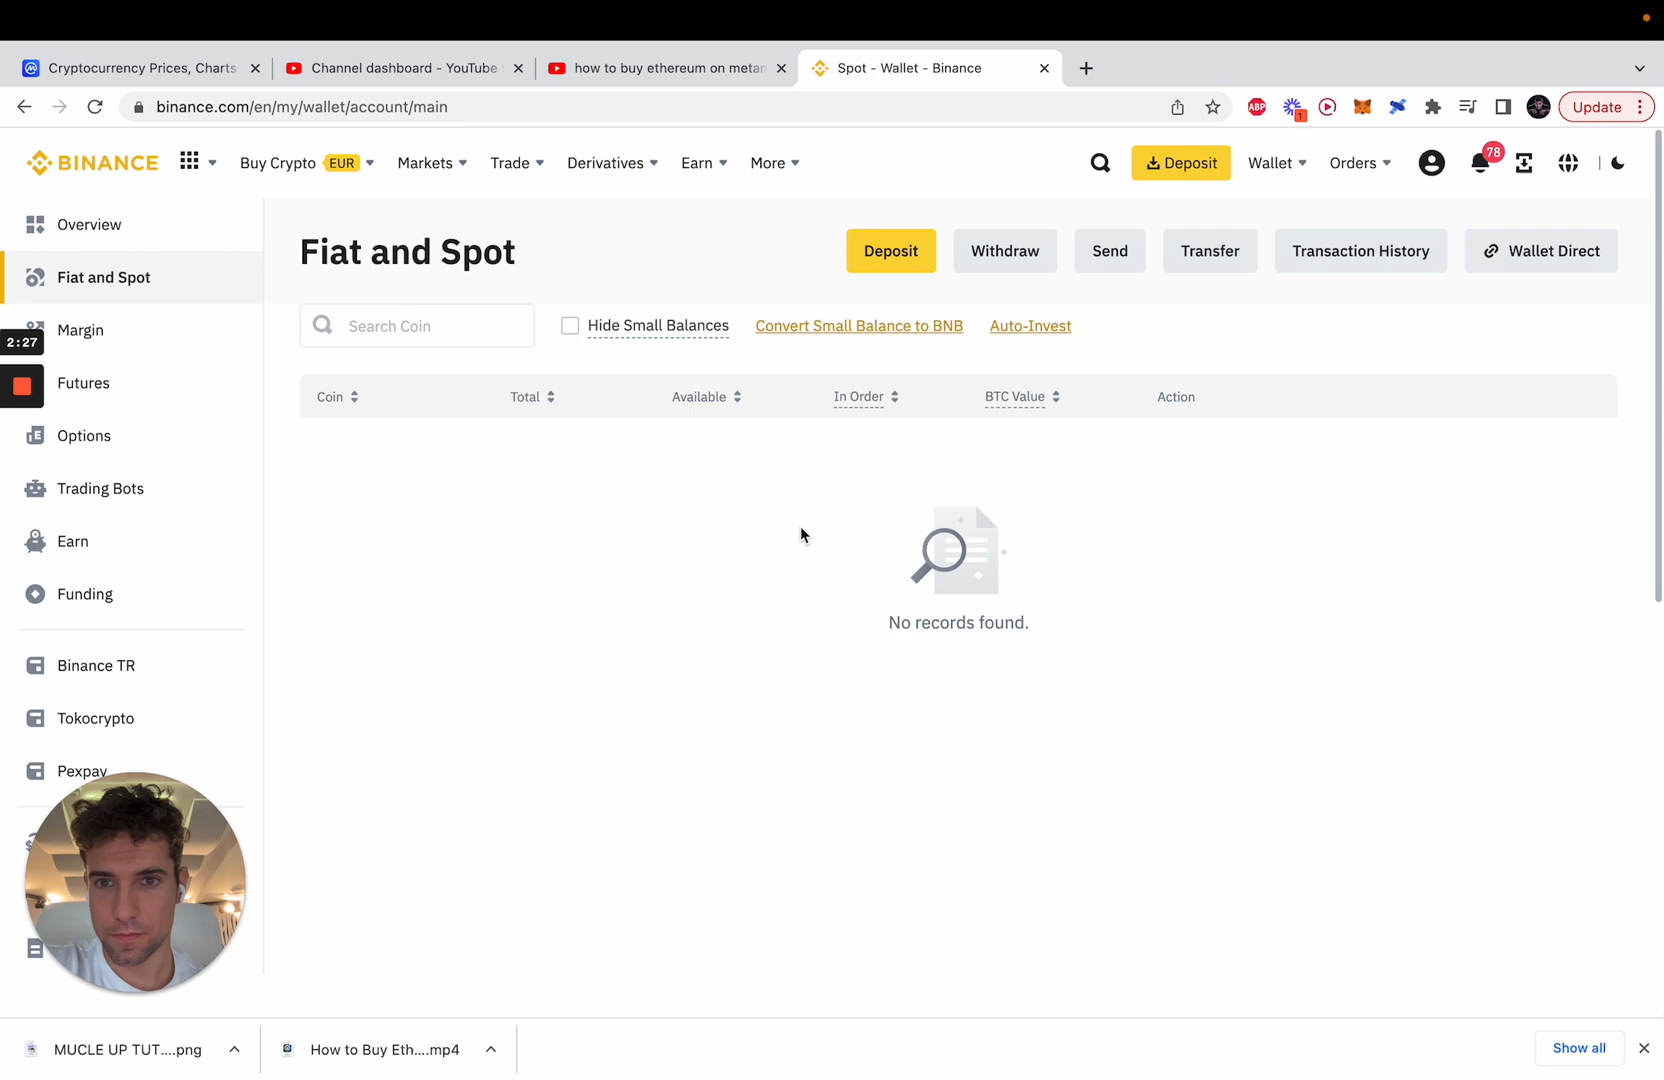 Cryptocurrency Prices, Charts
Channel dashboard - YouTube
how to buy ethereum on metam
Spot - Wallet - Binance
binance.com/en/my/wallet/account/main
ABP
1
Update
BINANCE
Buy Crypto EUR
Markets
Trade
Derivatives
Earn
More
Deposit
Wallet
Orders
78
Overview
Fiat and Spot
Margin
2:27
Futures
Options
Trading Bots
Earn
Funding
Binance TR
Tokocrypto
Pexpay
Fiat and Spot
Deposit
Withdraw
Send
Transfer
Transaction History
Wallet Direct
Search Coin
Hide Small Balances
Convert Small Balance to BNB
Auto-Invest
Coin
Total
Available
In Order
BTC Value
Action
No records found.
MUCLE UP TUT....png
How to Buy Eth....mp4
Show all